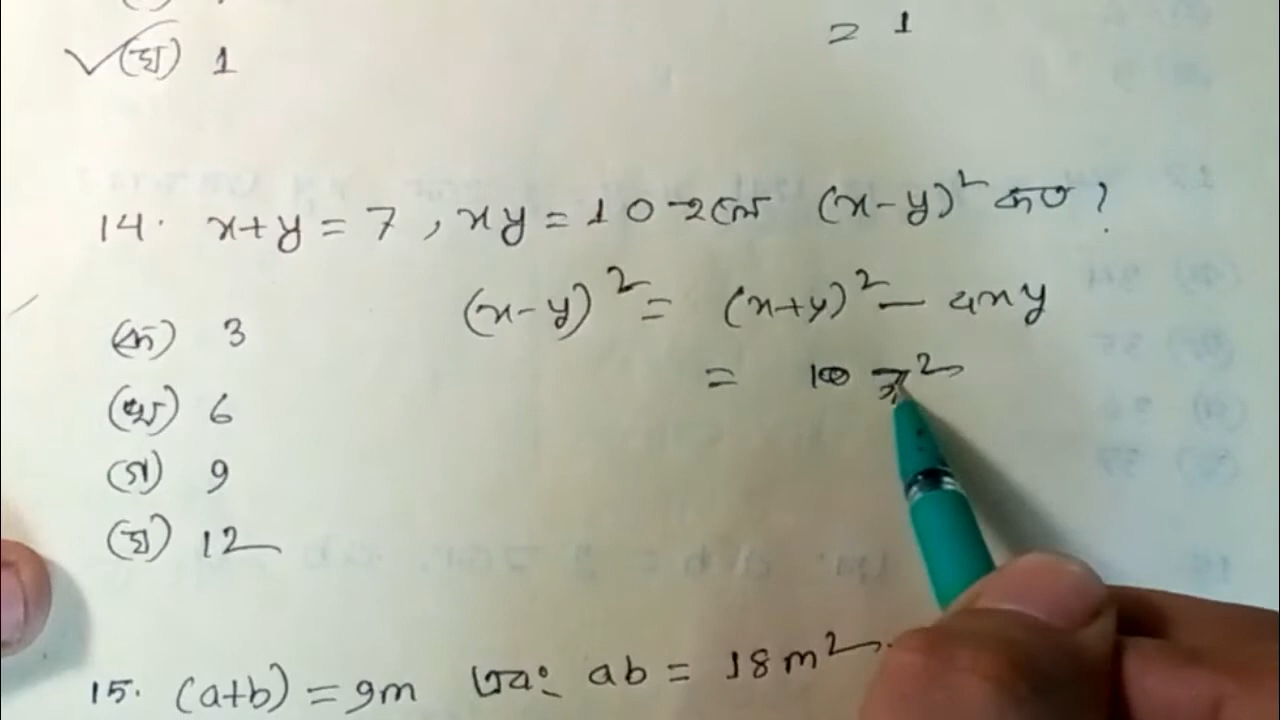 (ঘ) 1
= 1
14. x+y = 7, xy = 10 হলে (x-y)² কত ?
(x-y)² = (x+y)² - 4xy
= 7²
(ক) 3
(খ) 6
(গ) 9
(ঘ) 12
15. (a+b) = 9m এবং ab = 18m²